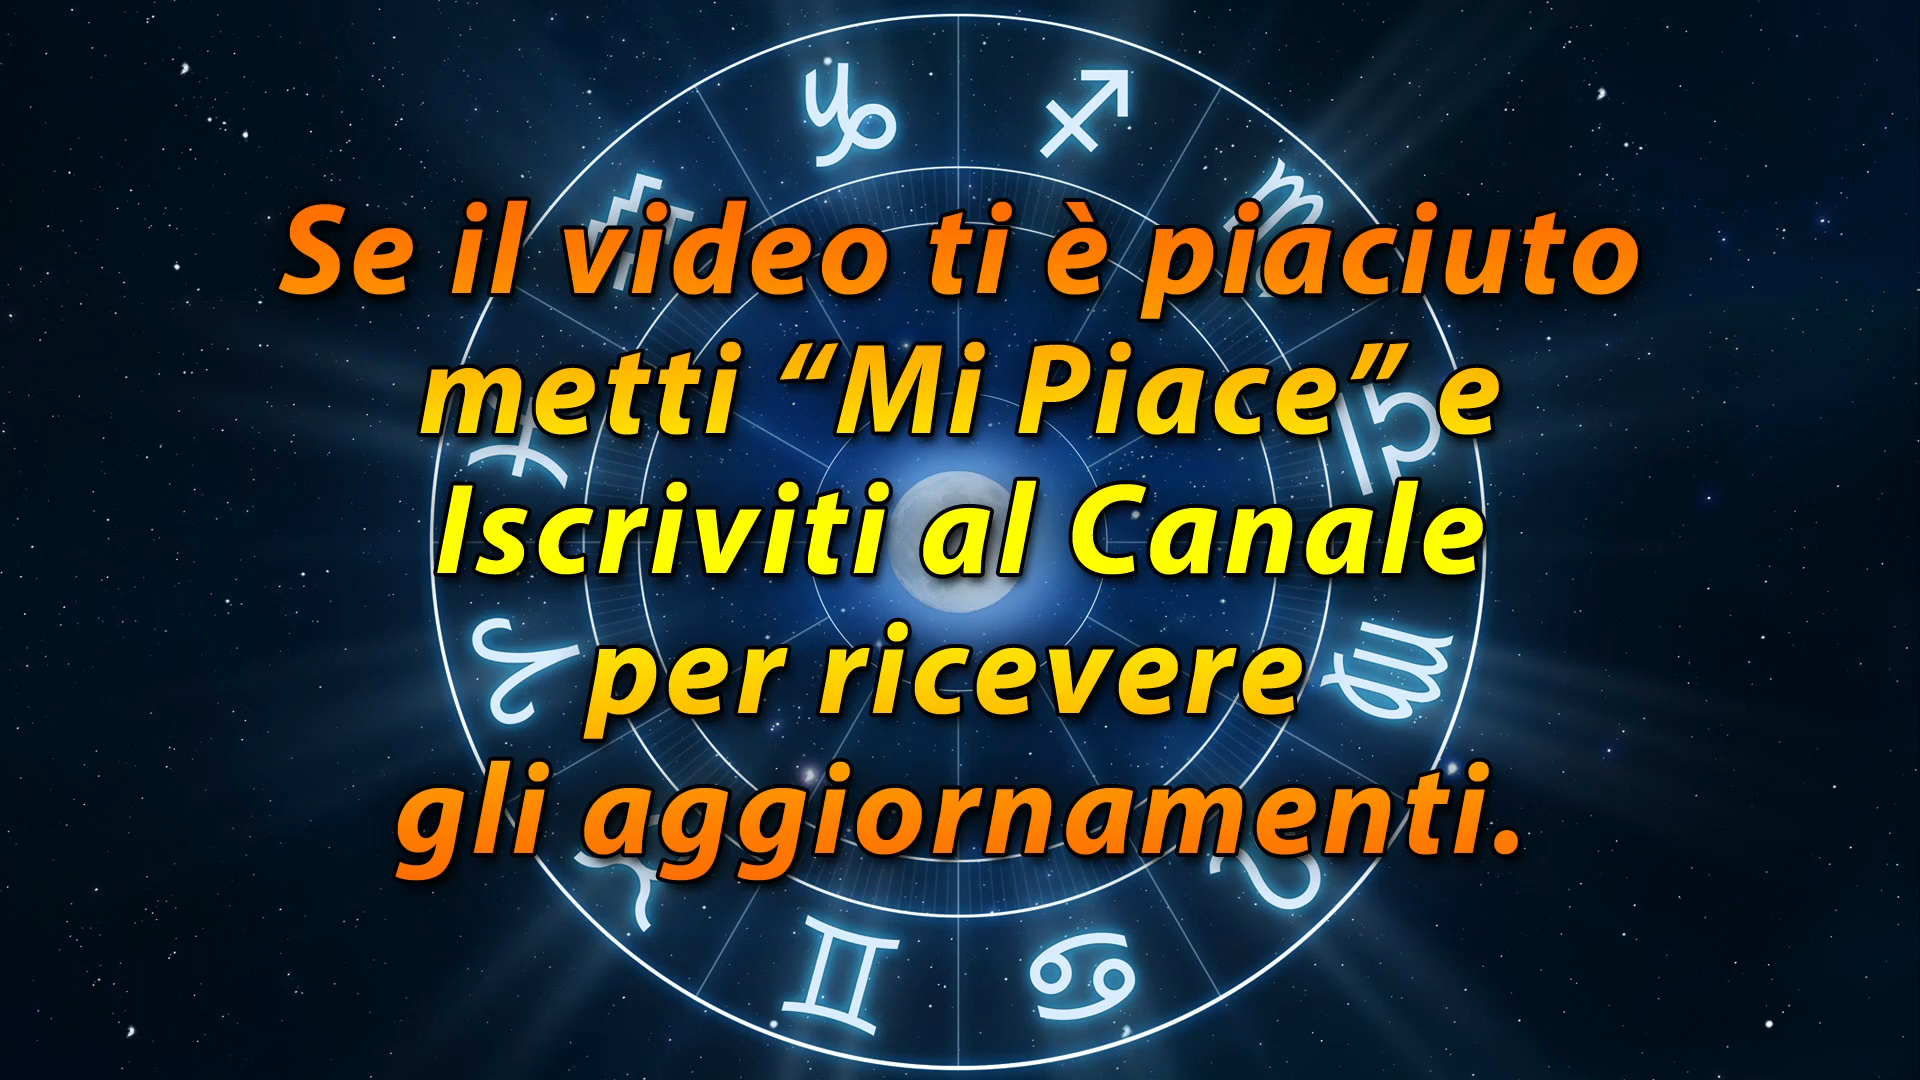 Se il video ti è piaciuto
metti “Mi Piace” e
Iscriviti al Canale
per ricevere
gli aggiornamenti.